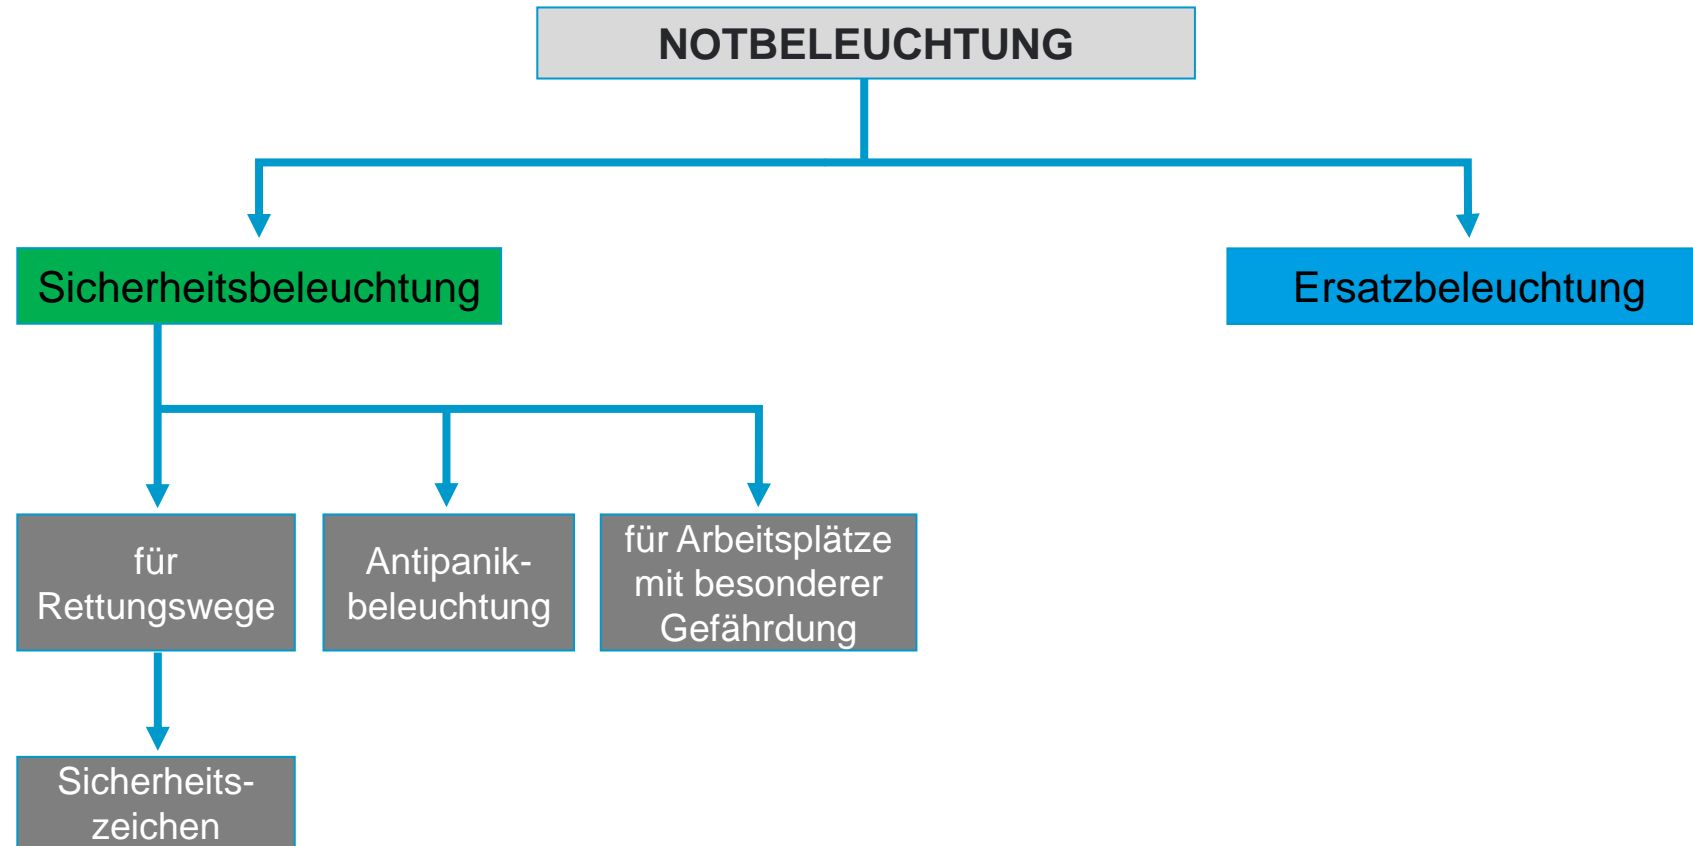 NOTBELEUCHTUNG
Sicherheitsbeleuchtung
Ersatzbeleuchtung
für
Rettungswege
Antipanik-
beleuchtung
für Arbeitsplätze
mit besonderer
Gefährdung
Sicherheits-
zeichen